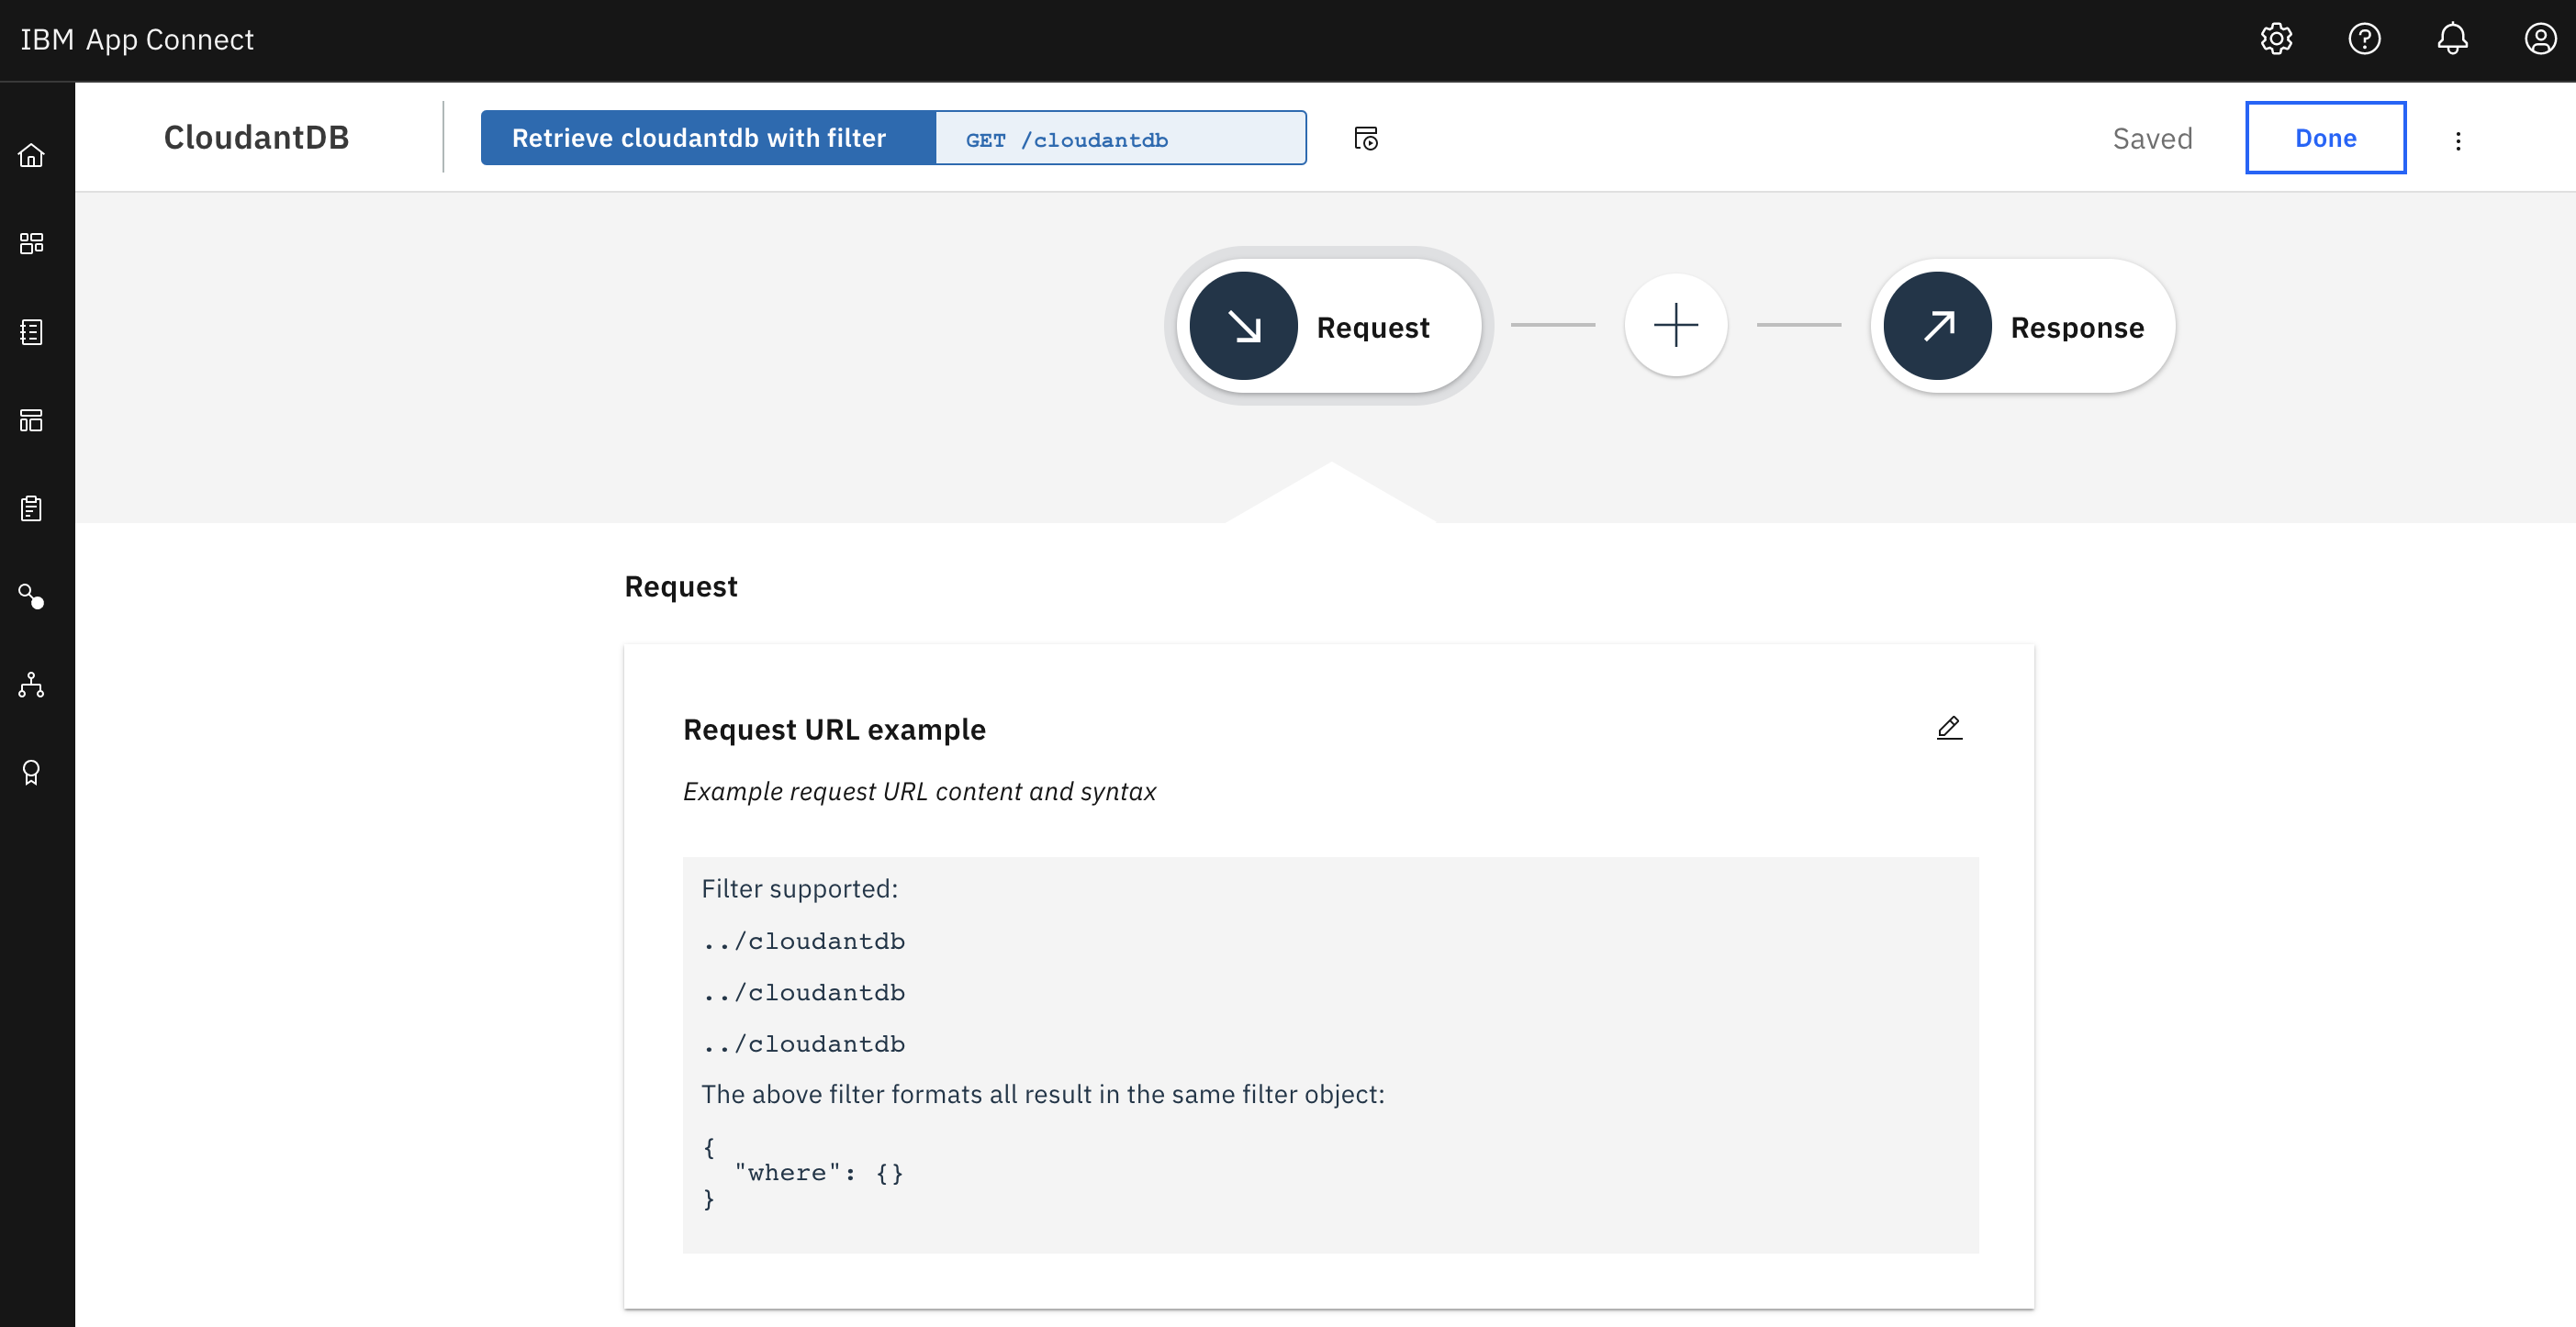 IBM App Connect
CloudantDB
Retrieve cloudantdb with filter
GET /cloudantdb
Saved
Done
Request
Response
Request
Request URL example
Example request URL content and syntax
Filter supported:
../cloudantdb
../cloudantdb
../cloudantdb
The above filter formats all result in the same filter object:
{
"where": {}
}